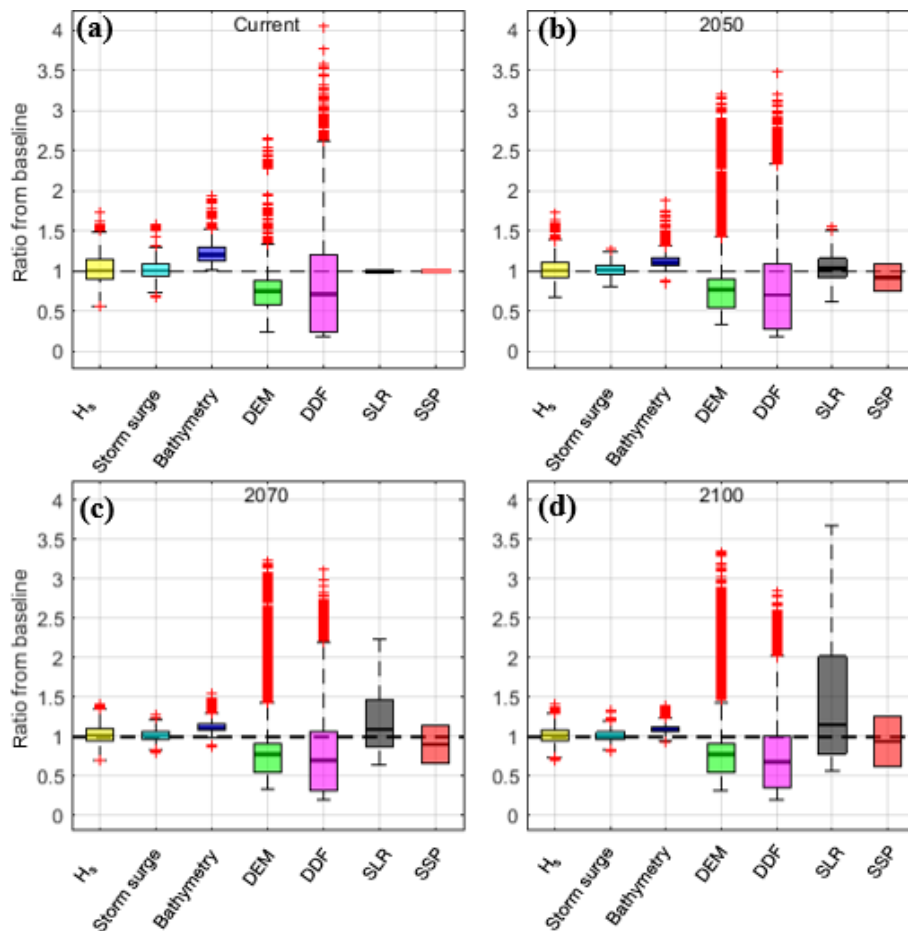 (a) Current
(b) 2050
Ratio from baseline
4
3.5
3
2.5
2
1.5
1
0.5
0
4
3.5
3
2.5
2
1.5
1
0.5
0
Hs
Storm surge
Bathymetry
DEM
DDF
SLR
SSP
Hs
Storm surge
Bathymetry
DEM
DDF
SLR
SSP
(c) 2070
(d) 2100
Ratio from baseline
4
3.5
3
2.5
2
1.5
1
0.5
0
4
3.5
3
2.5
2
1.5
1
0.5
0
Hs
Storm surge
Bathymetry
DEM
DDF
SLR
SSP
Hs
Storm surge
Bathymetry
DEM
DDF
SLR
SSP